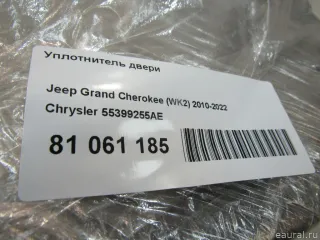 Уплотнитель двери
Jeep Grand Cherokee (WK2) 2010-2022
Chrysler 55399255AE
81 061 185
eaural.ru